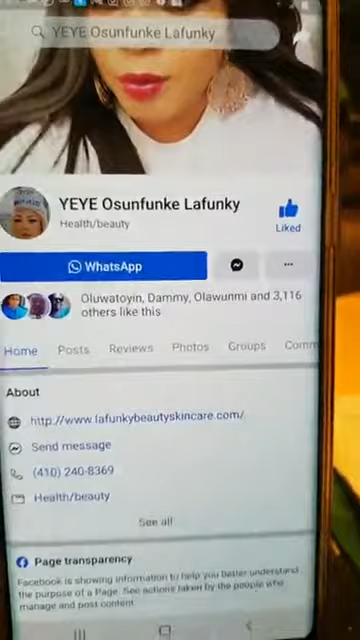 YEYE Osunfunke Lafunky
YEYE Osunfunke Lafunky
Health/beauty
Liked
WhatsApp
Oluwatoyin, Dammy, Olawunmi and 3,116
others like this
Home Posts Reviews Photos Groups Comm
About
http://www.lafunkybeautyskincare.com/
Send message
(410) 240-8369
Health/beauty
See all
Page transparency
Facebook is showing information to help you better understand
the purpose of a Page. See actions taken by the people who
manage and post content.